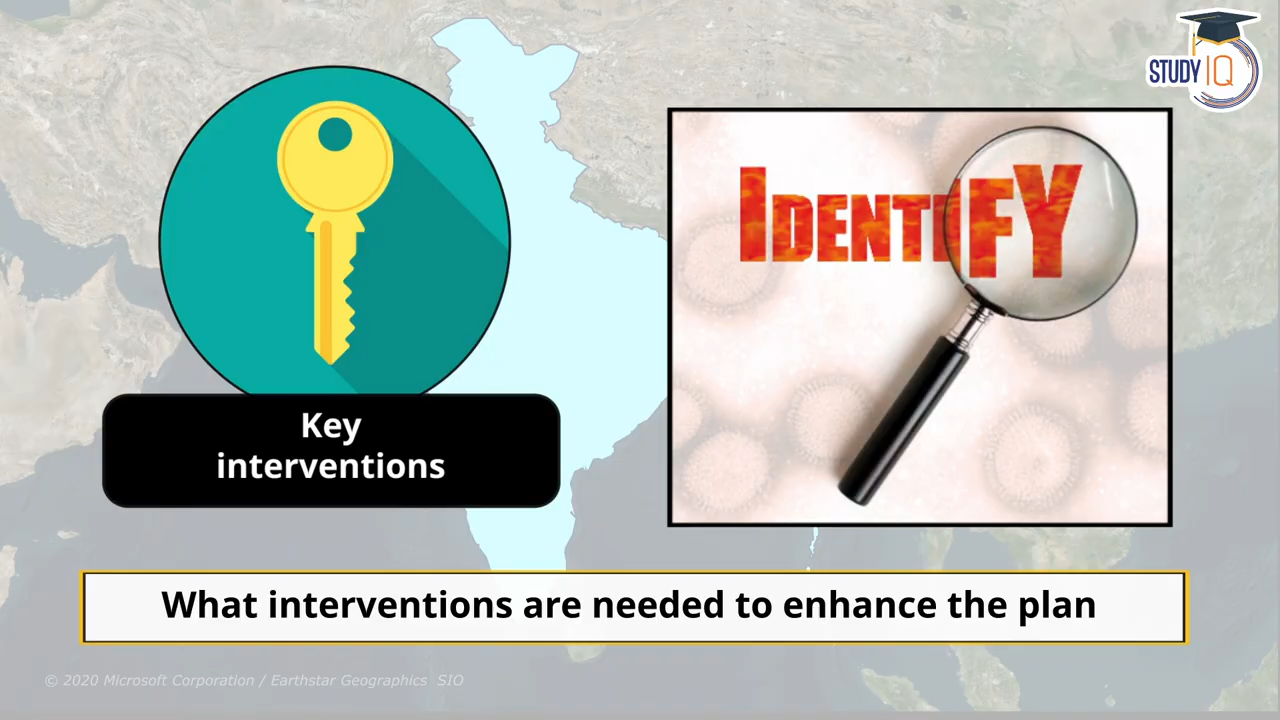 STUDY IQ
IDENTIFY
Key
interventions
What interventions are needed to enhance the plan
© 2020 Microsoft Corporation / Earthstar Geographics SIO